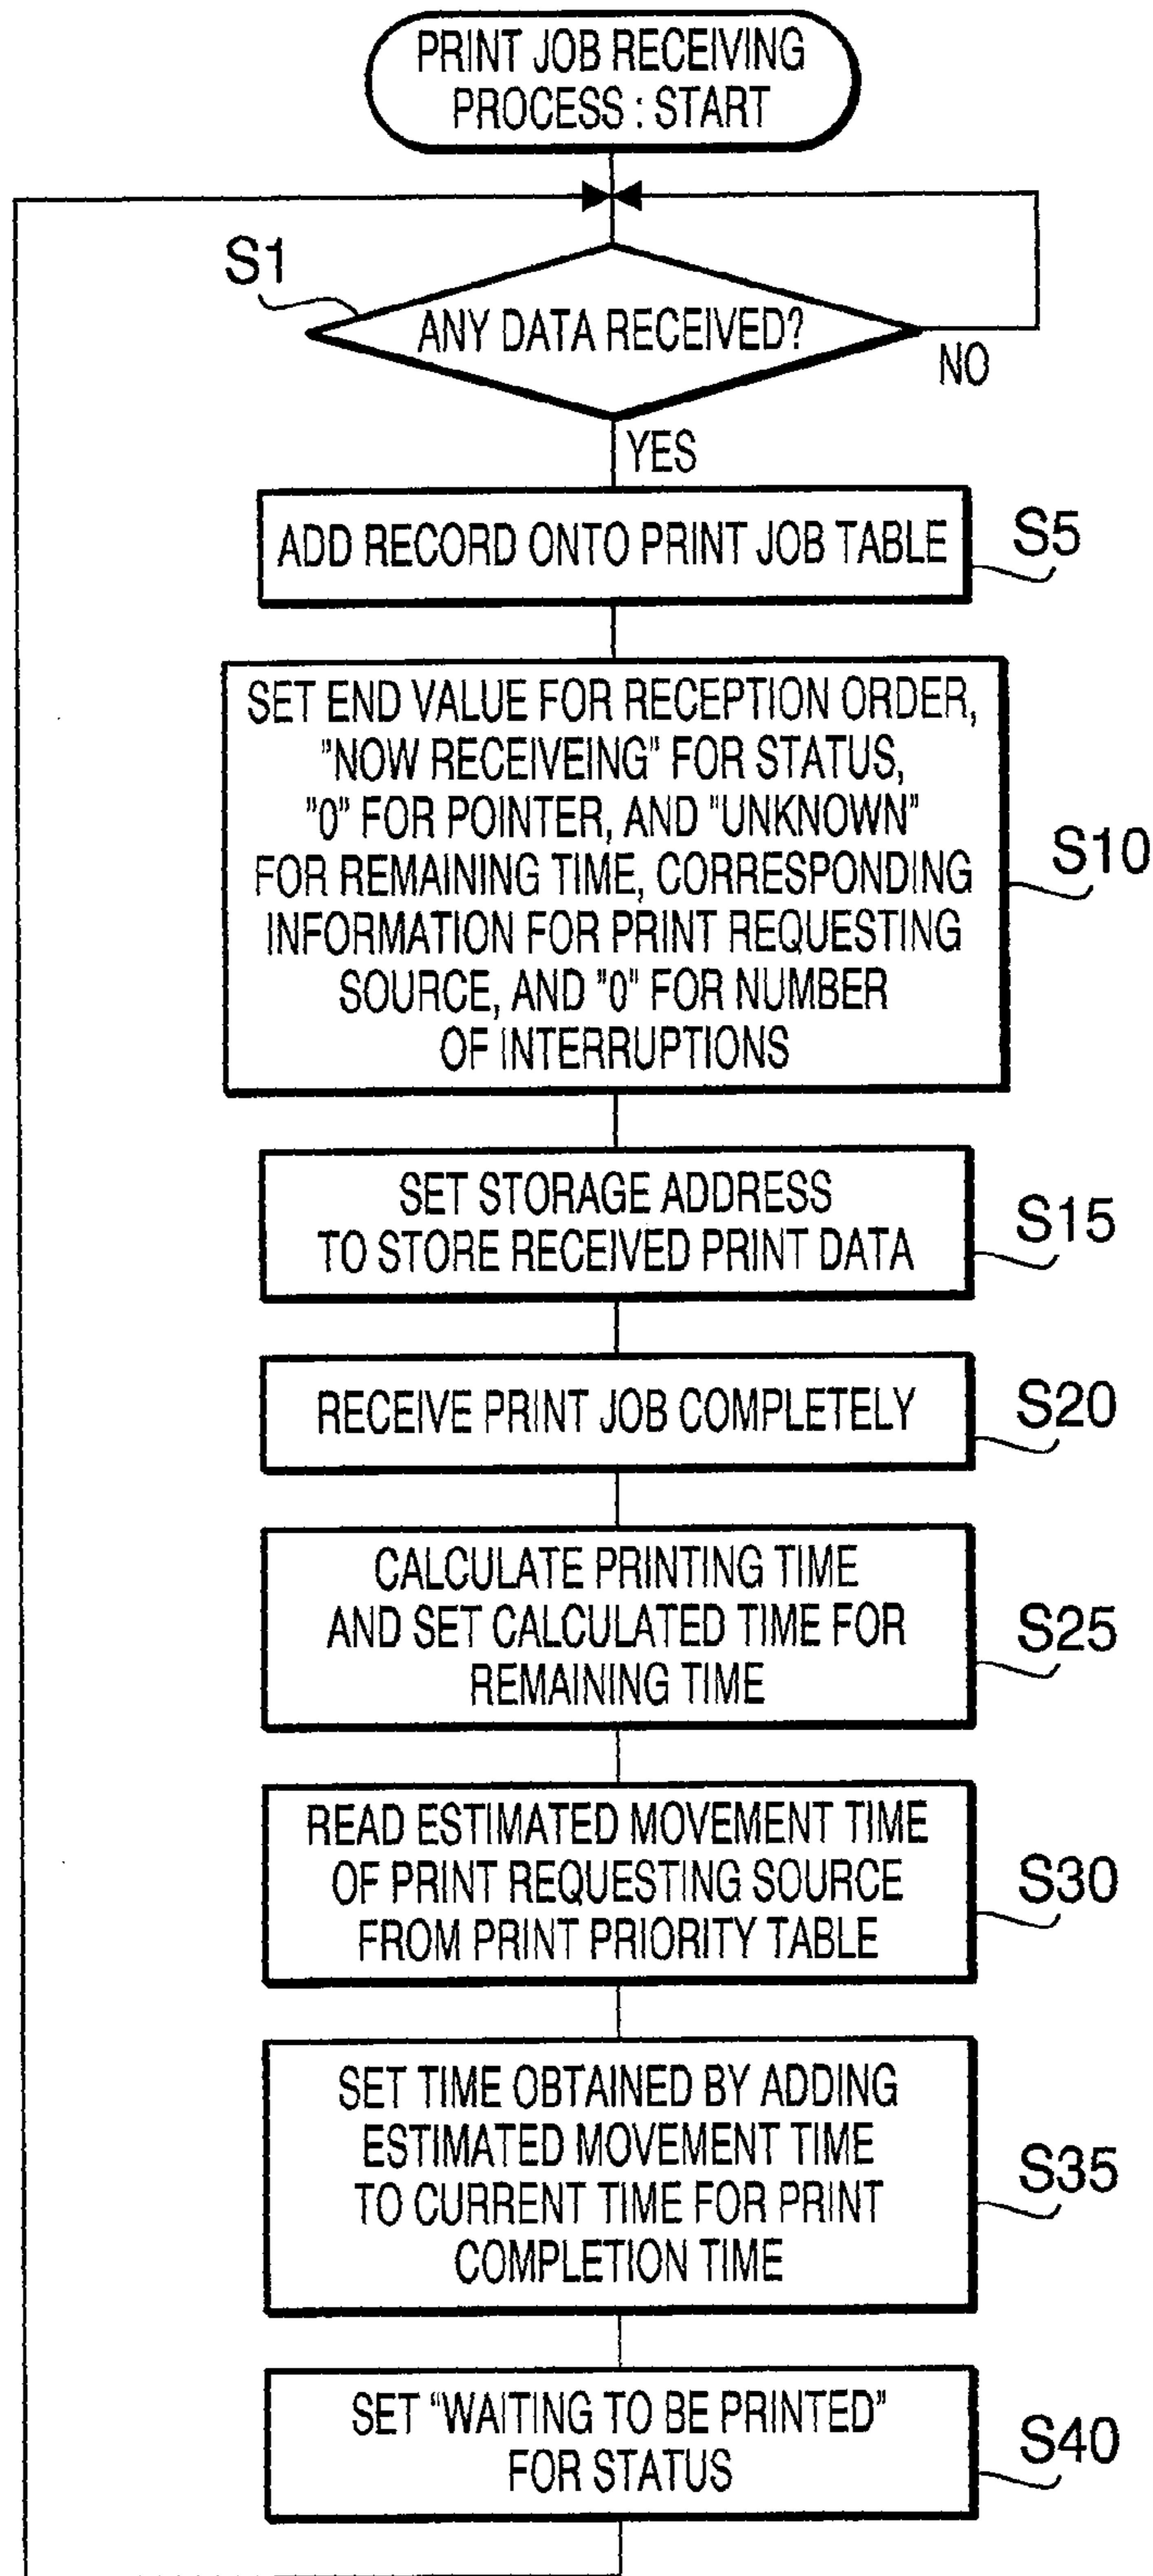 PRINT JOB RECEIVING
PROCESS : START
S1
ANY DATA RECEIVED?
NO
YES
ADD RECORD ONTO PRINT JOB TABLE
S5
SET END VALUE FOR RECEPTION ORDER,
"NOW RECEIVEING" FOR STATUS,
"0" FOR POINTER, AND "UNKNOWN"
FOR REMAINING TIME, CORRESPONDING
INFORMATION FOR PRINT REQUESTING
SOURCE, AND "0" FOR NUMBER
OF INTERRUPTIONS
S10
SET STORAGE ADDRESS
TO STORE RECEIVED PRINT DATA
S15
RECEIVE PRINT JOB COMPLETELY
S20
CALCULATE PRINTING TIME
AND SET CALCULATED TIME FOR
REMAINING TIME
S25
READ ESTIMATED MOVEMENT TIME
OF PRINT REQUESTING SOURCE
FROM PRINT PRIORITY TABLE
S30
SET TIME OBTAINED BY ADDING
ESTIMATED MOVEMENT TIME
TO CURRENT TIME FOR PRINT
COMPLETION TIME
S35
SET “WAITING TO BE PRINTED”
FOR STATUS
S40